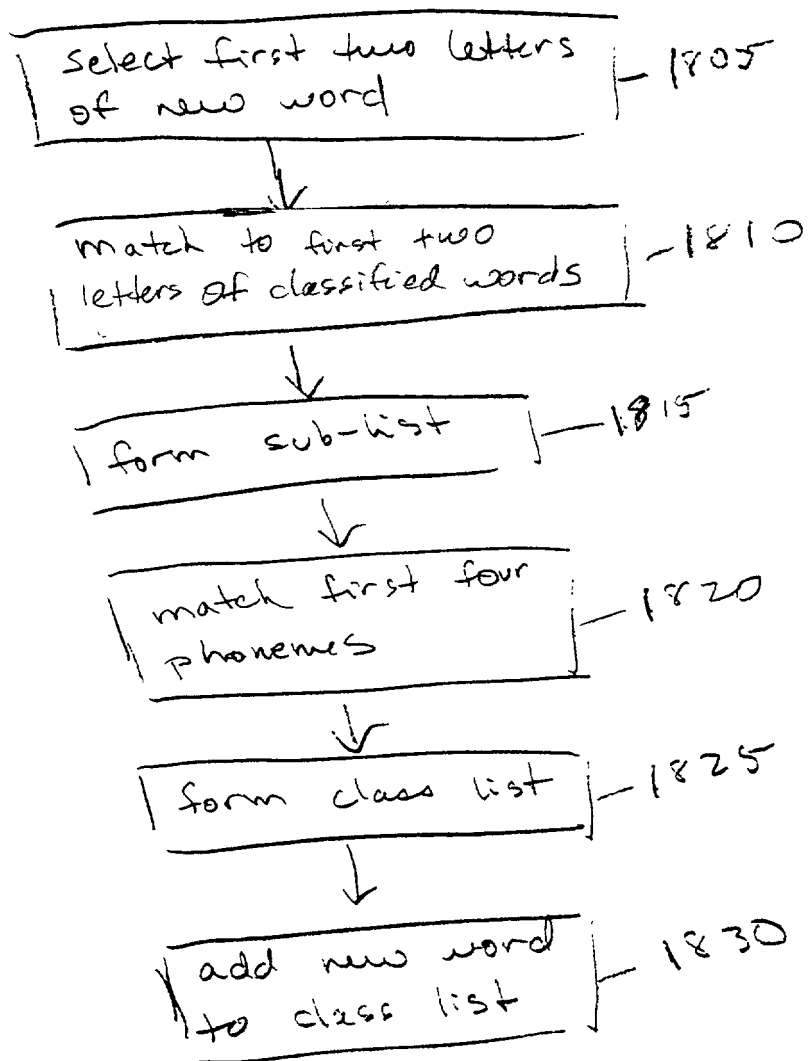 select first two letters
of new word
1805
match to first two
letters of classified words
1810
form sub-list
1815
match first four
phonemes
1820
form class list
1825
add new word
to class list
1830